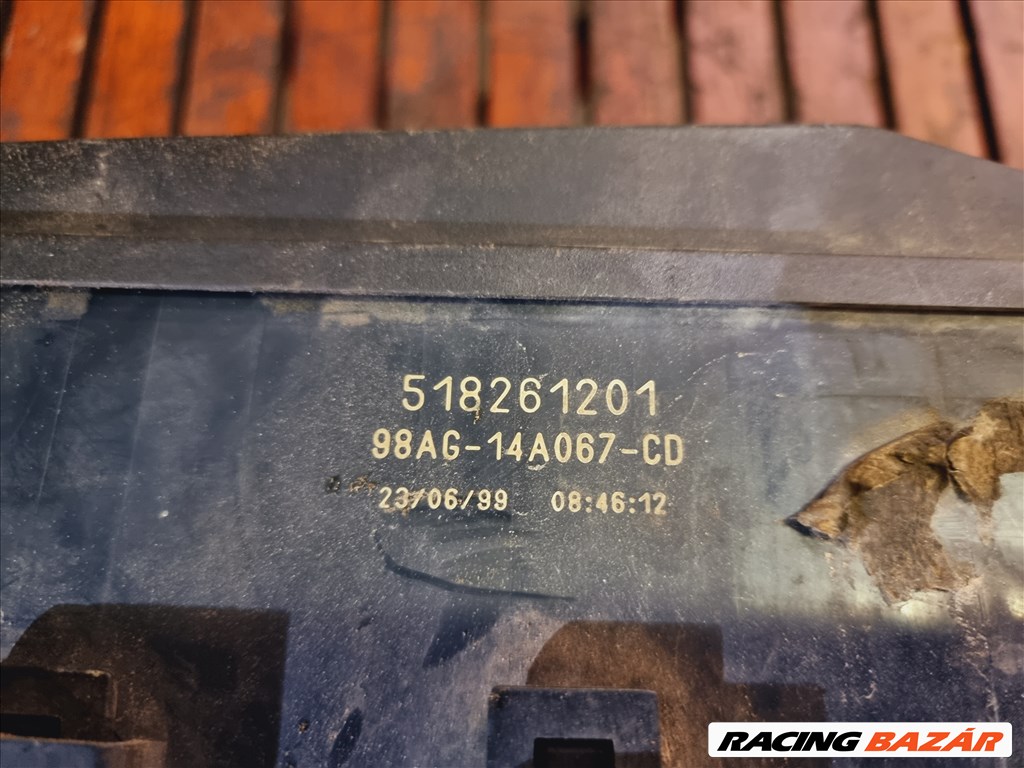 518261201
98AG-14A067-CD
23/06/99 08:46:12
RACING BAZÁR